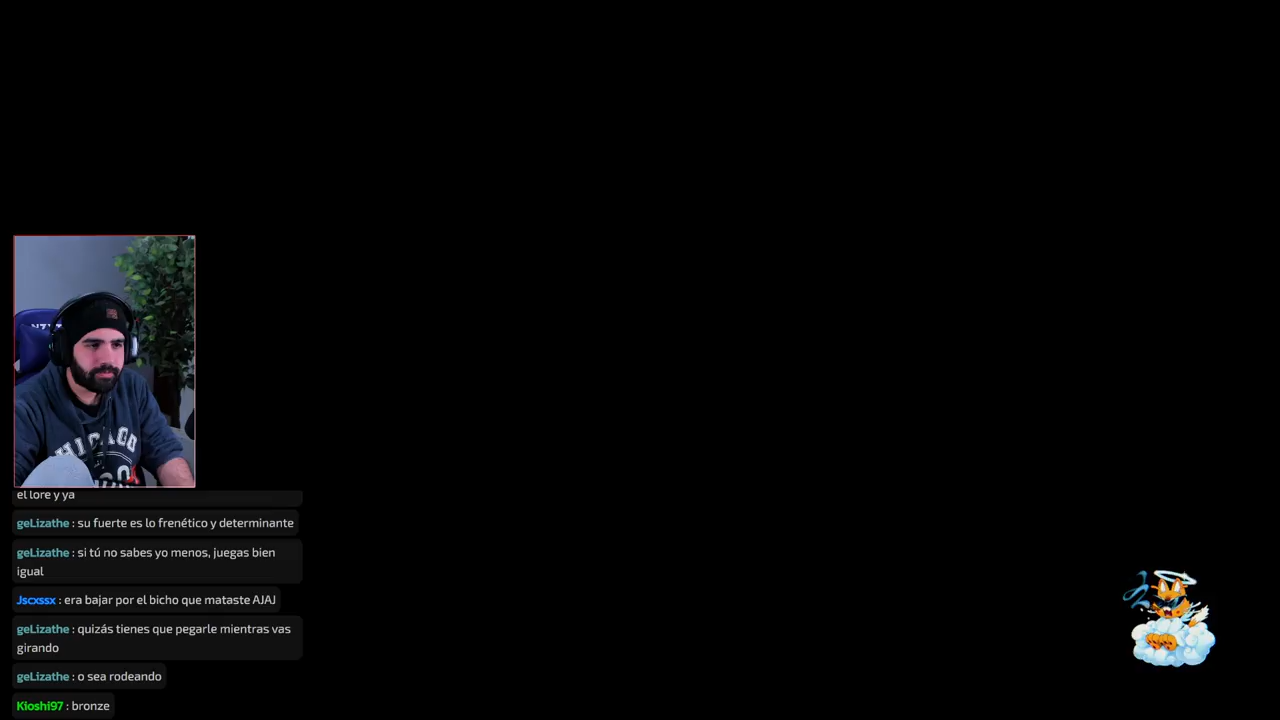 el lore y ya
geLizathe : su fuerte es lo frenético y determinante
geLizathe : si tú no sabes yo menos, juegas bien
igual
Jscxssx : era bajar por el bicho que mataste AJAJ
geLizathe : quizás tienes que pegarle mientras vas
girando
geLizathe : o sea rodeando
Kioshi97 : bronze